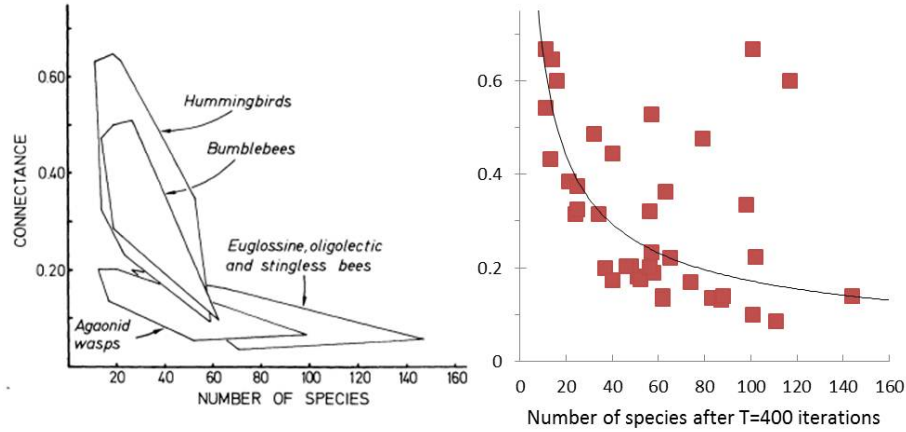 CONNECTANCE
0.60
0.40
0.20
Hummingbirds
Bumblebees
Euglossine, oligolectic
and stingless bees
Agaonid
wasps
20 40 60 80 100 120 140 160
NUMBER OF SPECIES
0.6
0.4
0.2
0
0 20 40 60 80 100 120 140 160
Number of species after T=400 iterations